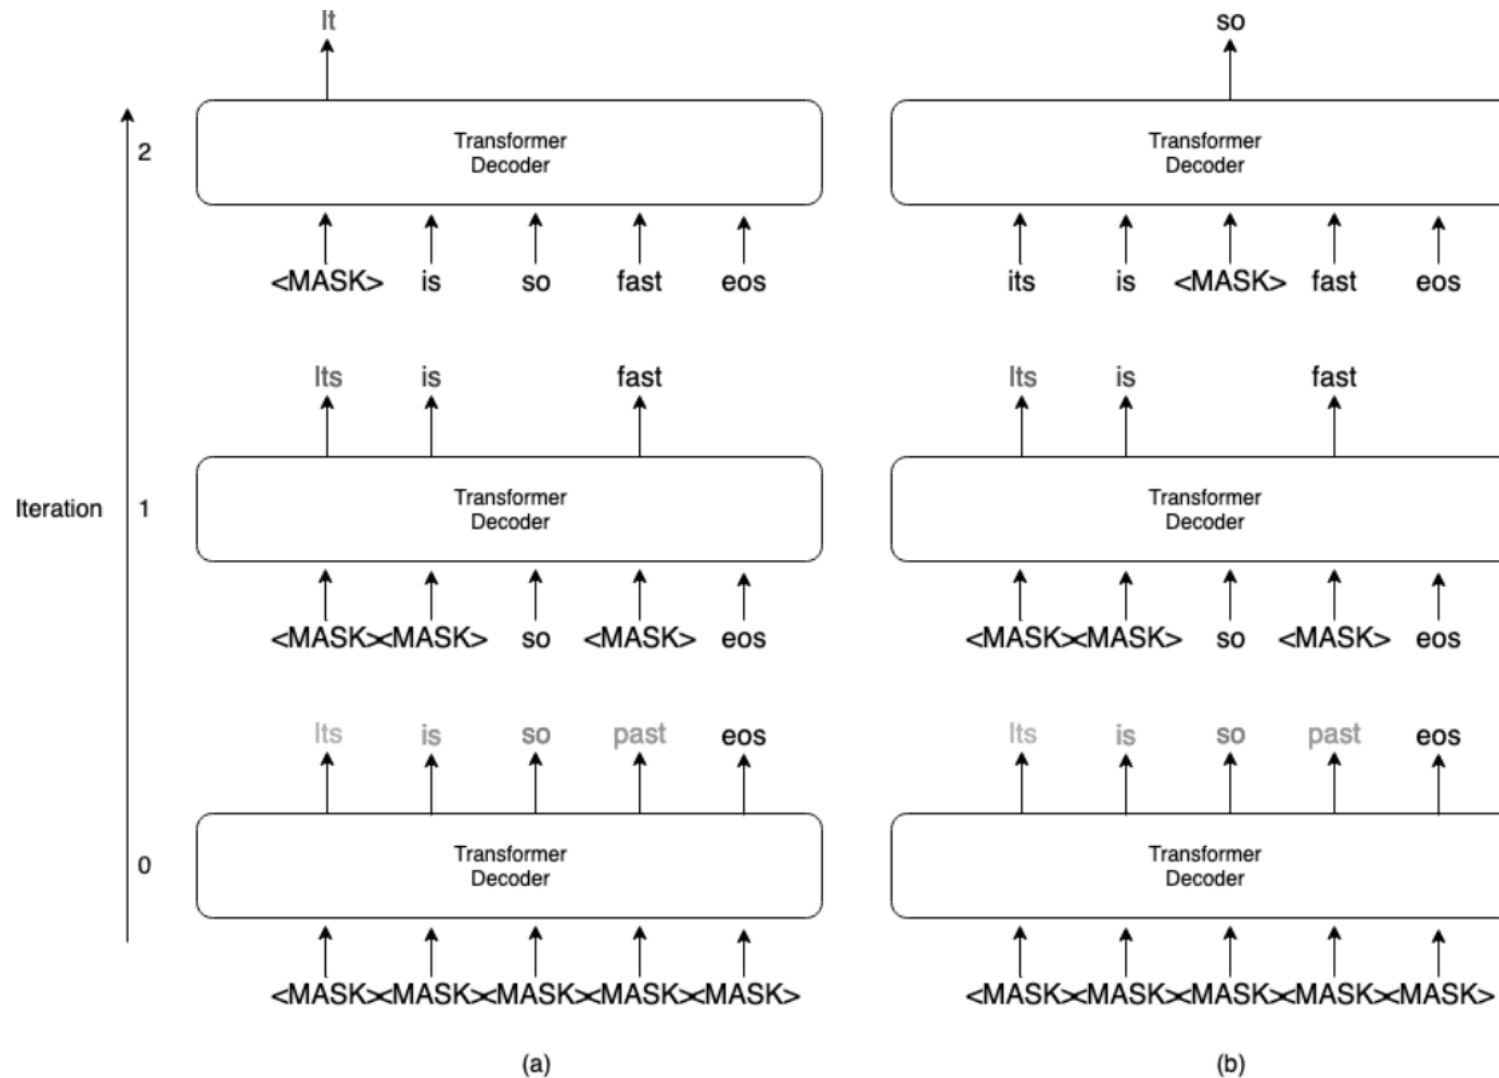 It so
Transformer
Decoder
Transformer
Decoder
2
<MASK> is so fast eos its is <MASK> fast eos
Its is fast Its is fast
Transformer
Decoder
Transformer
Decoder
Iteration 1
<MASK><MASK> so <MASK> eos <MASK><MASK> so <MASK> eos
Its is so past eos Its is so past eos
Transformer
Decoder
Transformer
Decoder
0
<MASK><MASK><MASK><MASK><MASK> <MASK><MASK><MASK><MASK><MASK>
(a) (b)